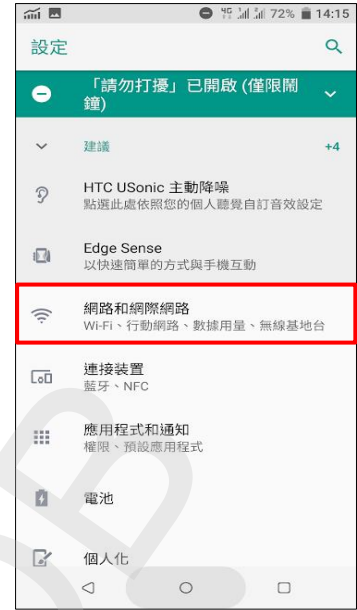 4G 72% 14:15
設定
「請勿打擾」已開啟 (僅限鬧
鐘)
建議 +4
HTC USonic 主動降噪
點選此處依照您的個人聽覺自訂音效設定
Edge Sense
以快速簡單的方式與手機互動
網路和網際網路
Wi-Fi、行動網路、數據用量、無線基地台
連接裝置
藍牙、NFC
應用程式和通知
權限、預設應用程式
電池
個人化